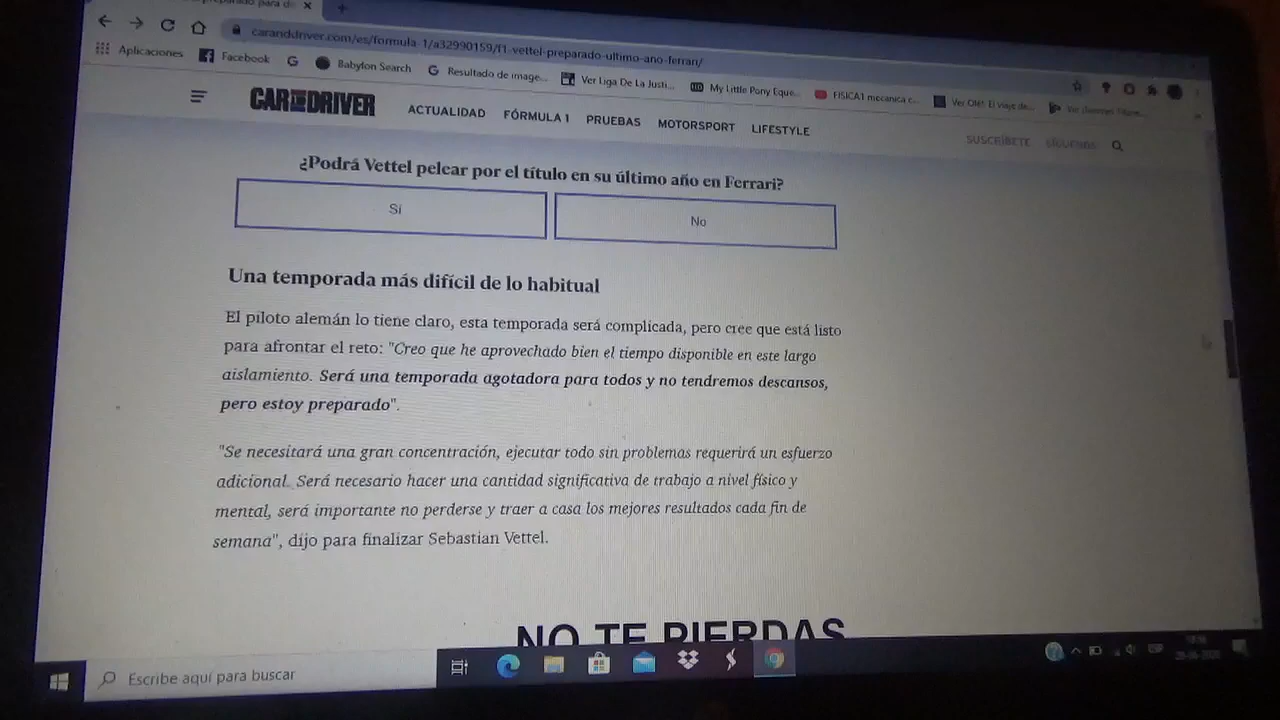 preparado para di
caranddriver.com/es/formula-1/a32990159/f1-vettel-preparado-ultimo-ano-ferrari/
Aplicaciones Facebook Babylon Search Resultado de image... Ver Liga De La Justi... My Little Pony Eque... FISICA1 mecanica c... Ver Ole! El viaje de...
CAR AND DRIVER ACTUALIDAD FÓRMULA 1 PRUEBAS MOTORSPORT LIFESTYLE SUSCRÍBETE SÍGUENOS
¿Podrá Vettel pelear por el título en su último año en Ferrari?
Sí No
Una temporada más difícil de lo habitual
El piloto alemán lo tiene claro, esta temporada será complicada, pero cree que está listo
para afrontar el reto: "Creo que he aprovechado bien el tiempo disponible en este largo
aislamiento. Será una temporada agotadora para todos y no tendremos descansos,
pero estoy preparado".
"Se necesitará una gran concentración, ejecutar todo sin problemas requerirá un esfuerzo
adicional. Será necesario hacer una cantidad significativa de trabajo a nivel físico y
mental, será importante no perderse y traer a casa los mejores resultados cada fin de
semana", dijo para finalizar Sebastian Vettel.
NO TE PIERDAS
Escribe aquí para buscar